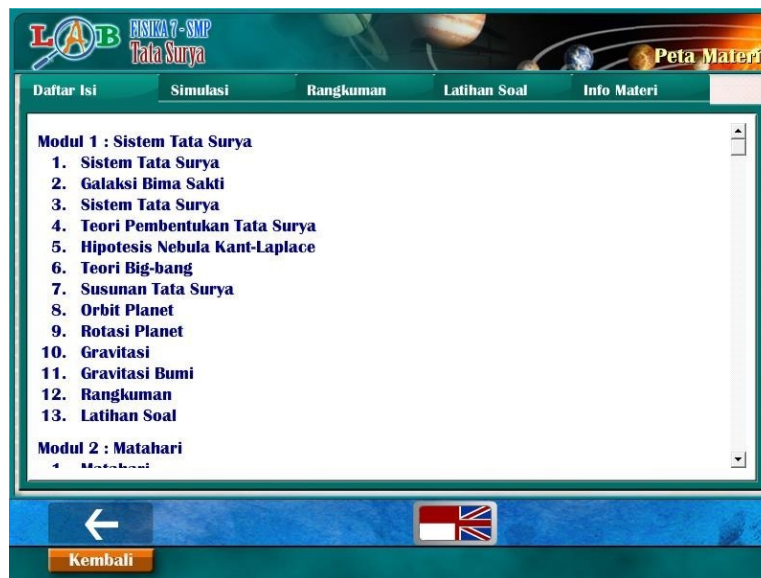 LAB FISIKA 7 - SMP
Tata Surya
Peta Materi
Daftar Isi Simulasi Rangkuman Latihan Soal Info Materi
Modul 1 : Sistem Tata Surya
1. Sistem Tata Surya
2. Galaksi Bima Sakti
3. Sistem Tata Surya
4. Teori Pembentukan Tata Surya
5. Hipotesis Nebula Kant-Laplace
6. Teori Big-bang
7. Susunan Tata Surya
8. Orbit Planet
9. Rotasi Planet
10. Gravitasi
11. Gravitasi Bumi
12. Rangkuman
13. Latihan Soal
Modul 2 : Matahari
1. Matahari
Kembali